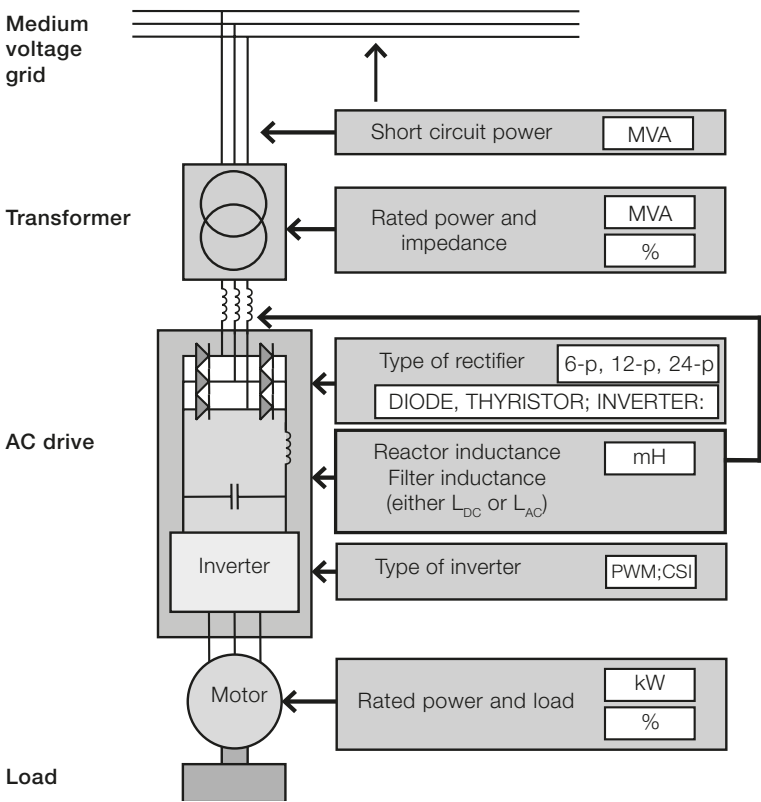 Medium
voltage
grid
Short circuit power
MVA
Transformer
Rated power and
impedance
MVA
%
Type of rectifier
6-p, 12-p, 24-p
DIODE, THYRISTOR; INVERTER:
AC drive
Reactor inductance
Filter inductance
(either L_DC or L_AC)
mH
Inverter
Type of inverter
PWM;CSI
Motor
Rated power and load
kW
%
Load